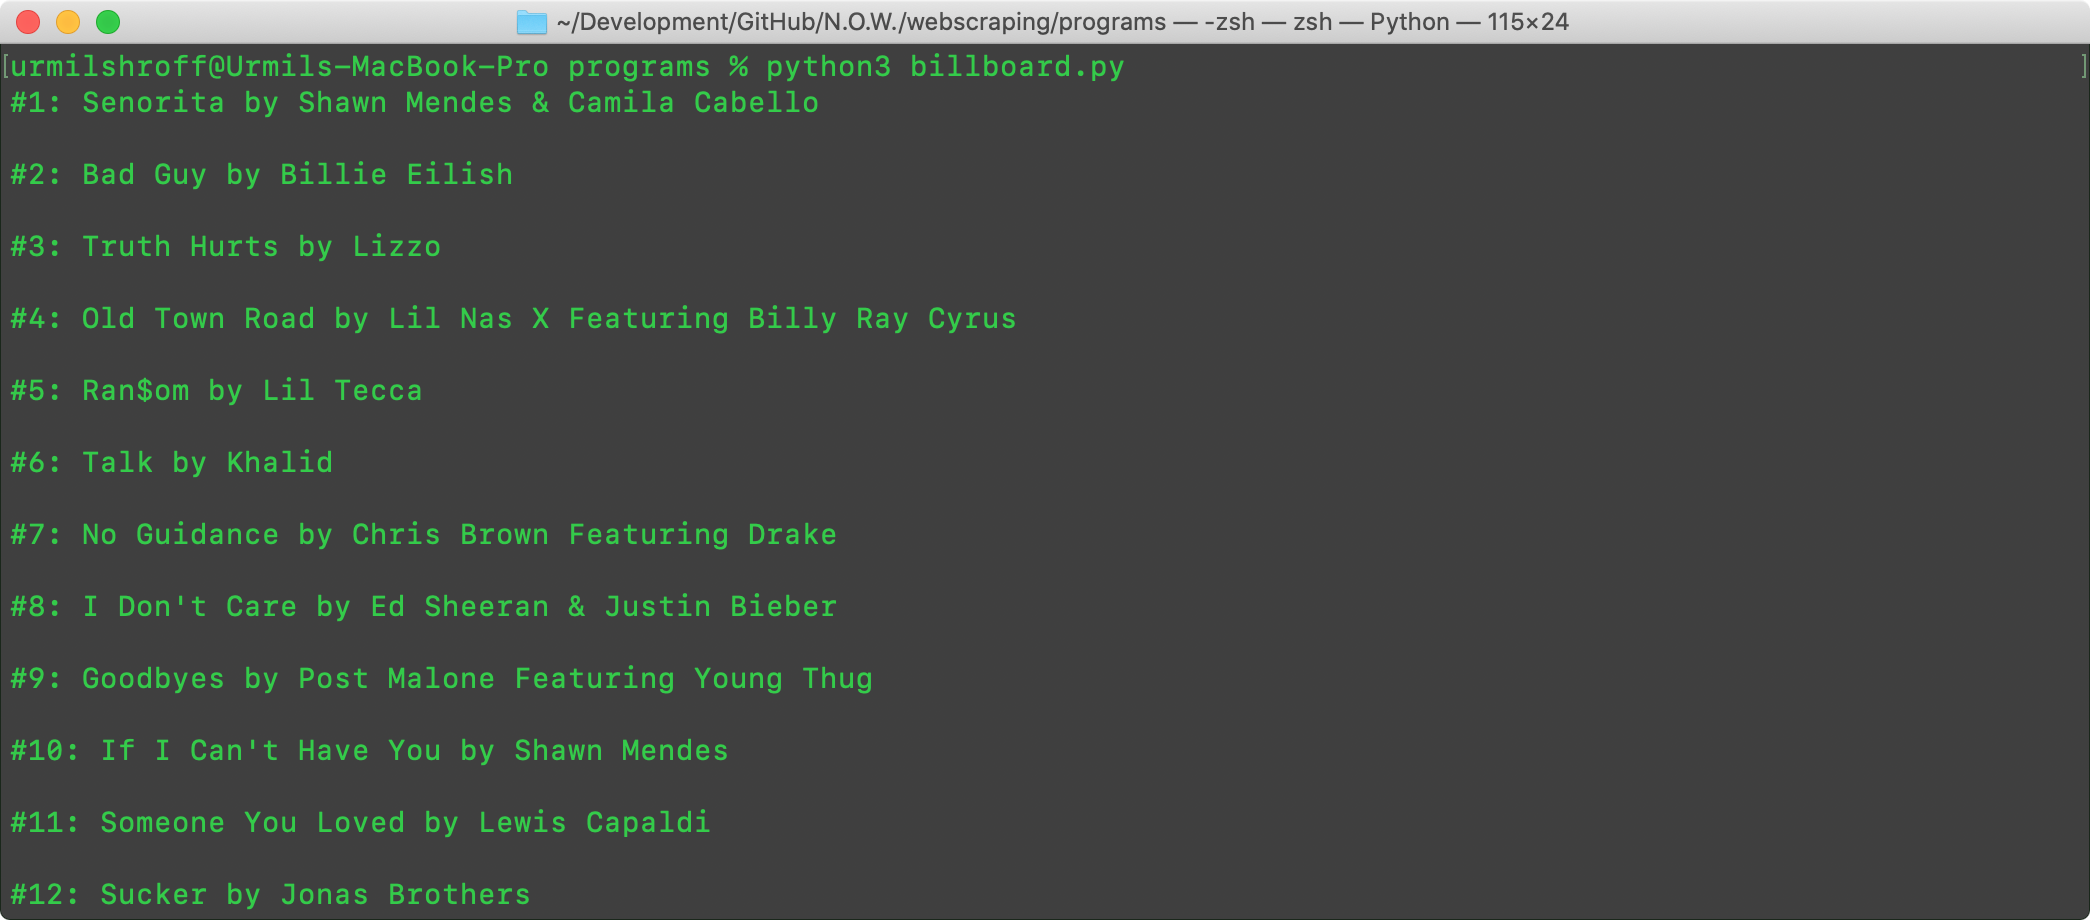 ~/Development/GitHub/N.O.W./webscraping/programs — -zsh — zsh — Python — 115×24
[urmilshroff@Urmils-MacBook-Pro programs % python3 billboard.py ]
#1: Senorita by Shawn Mendes & Camila Cabello
#2: Bad Guy by Billie Eilish
#3: Truth Hurts by Lizzo
#4: Old Town Road by Lil Nas X Featuring Billy Ray Cyrus
#5: Ran$om by Lil Tecca
#6: Talk by Khalid
#7: No Guidance by Chris Brown Featuring Drake
#8: I Don't Care by Ed Sheeran & Justin Bieber
#9: Goodbyes by Post Malone Featuring Young Thug
#10: If I Can't Have You by Shawn Mendes
#11: Someone You Loved by Lewis Capaldi
#12: Sucker by Jonas Brothers